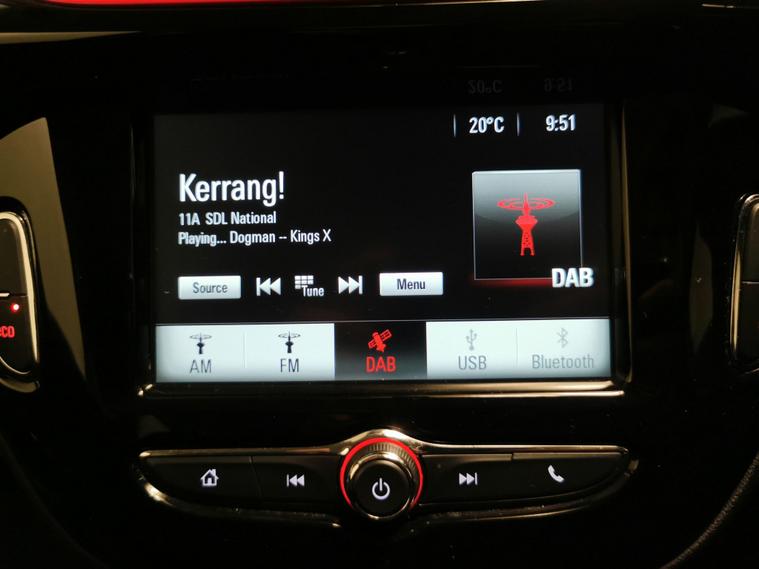 20°C 9:51
Kerrang!
11A SDL National
Playing... Dogman -- Kings X
DAB
Source Tune Menu
AM FM DAB USB Bluetooth
eco